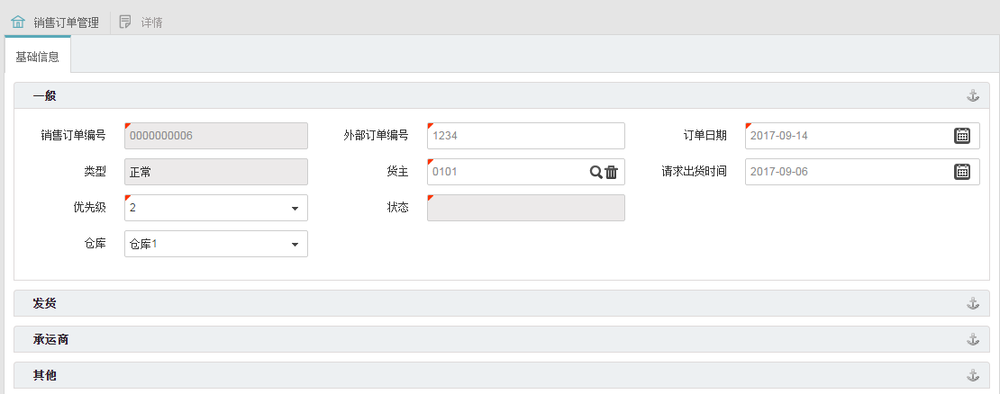 销售订单管理 详情
基础信息
一般
销售订单编号 0000000006 外部订单编号 1234 订单日期 2017-09-14
类型 正常 货主 0101 请求出货时间 2017-09-06
优先级 2 状态
仓库 仓库1
发货
承运商
其他